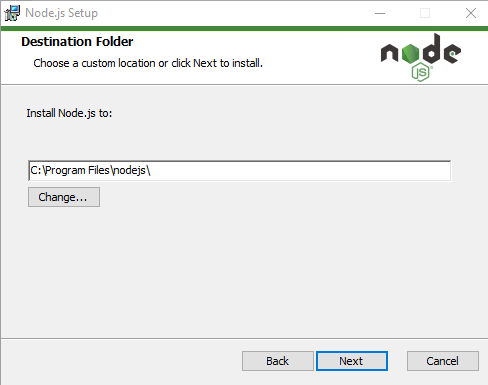 Node.js Setup
Destination Folder
Choose a custom location or click Next to install.
node
JS
Install Node.js to:
C:\Program Files\nodejs\
Change...
Back
Next
Cancel